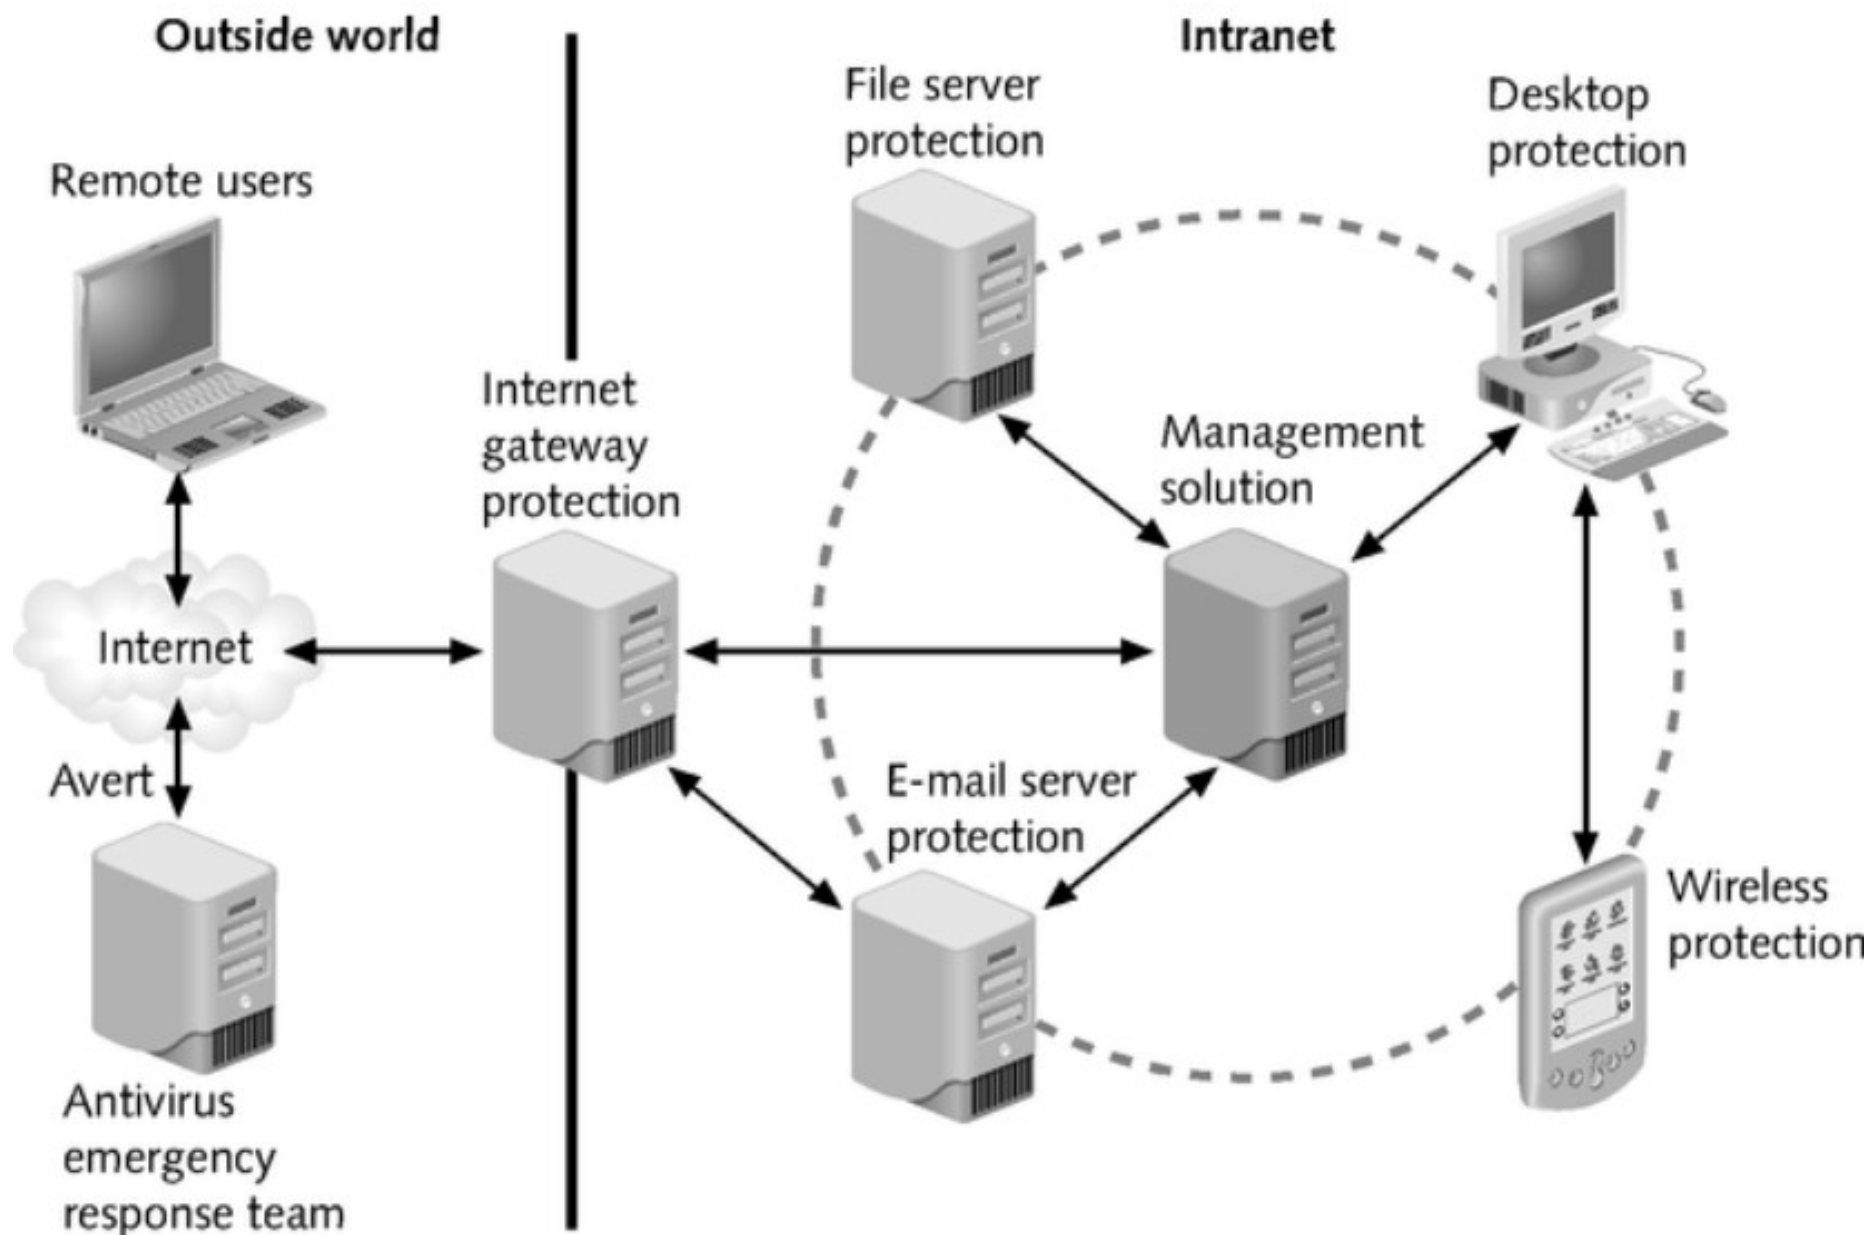 Outside world
Intranet
File server
protection
Desktop
protection
Remote users
Internet
gateway
protection
Management
solution
Internet
Avert
E-mail server
protection
Wireless
protection
Antivirus
emergency
response team